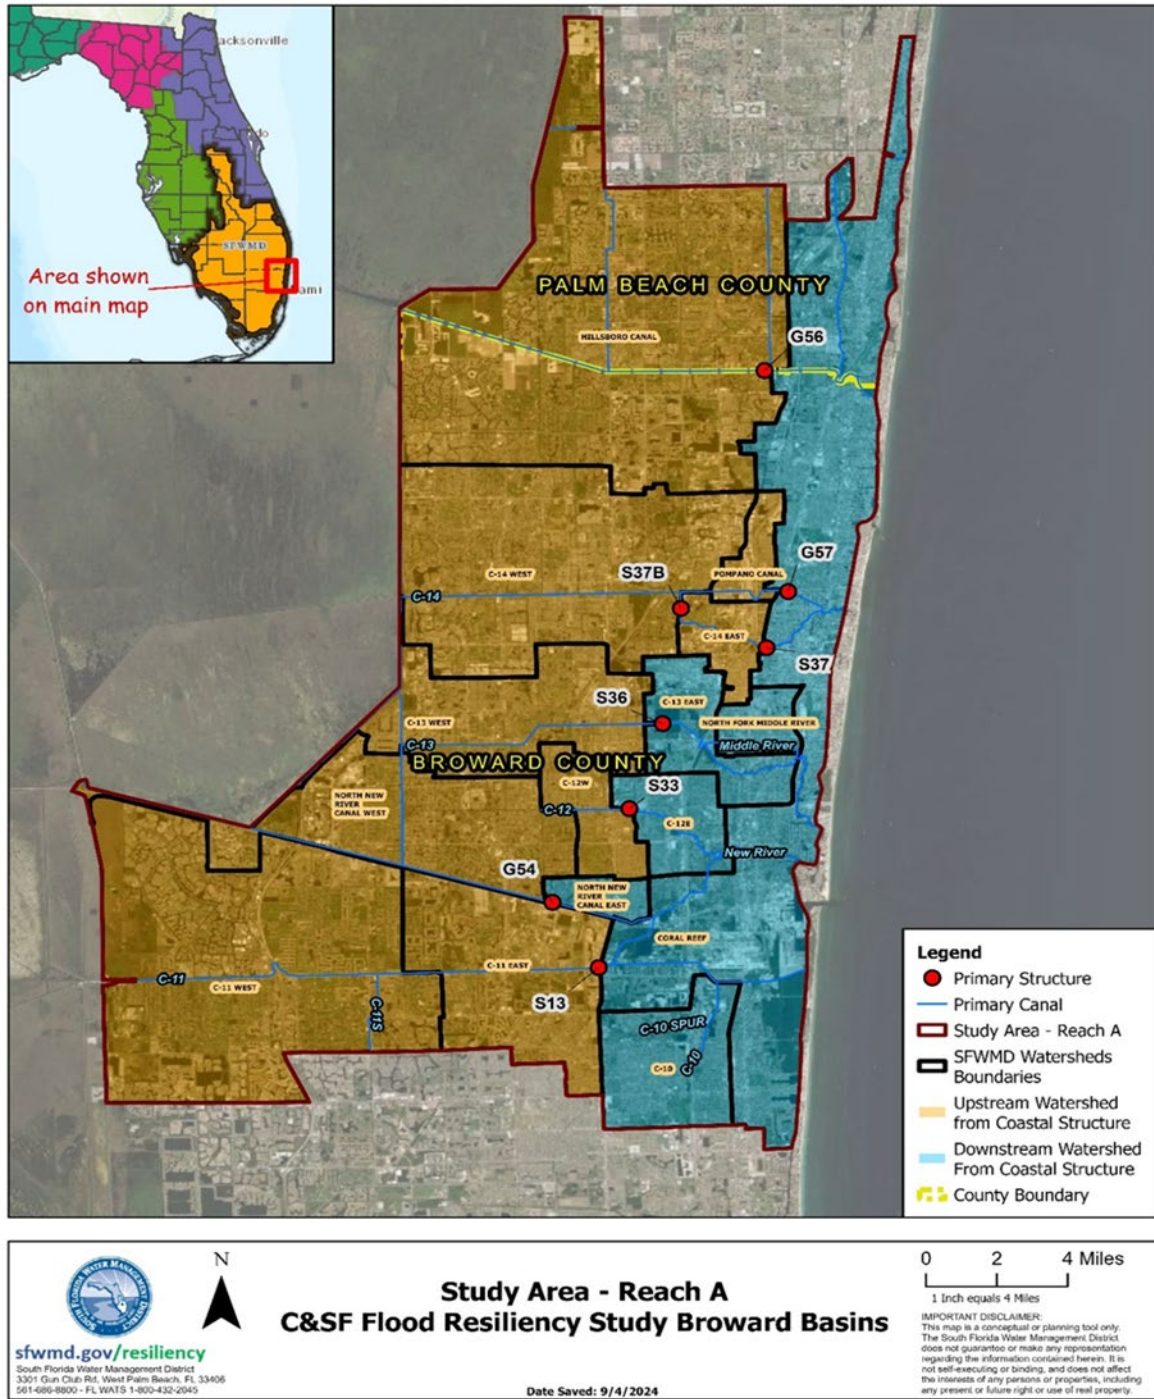 Jacksonville
SFWMD
Area shown
on main map
PALM BEACH COUNTY
HILLSBORO CANAL
G56
G57
S37B
POMPANO CANAL
C-14 WEST
C-14
C-14 EAST
S37
S36
C-13 EAST
C-13 WEST
NORTH FORK MIDDLE RIVER
C-13
Middle River
BROWARD COUNTY
C-12W
S33
NORTH NEW
RIVER
CANAL WEST
C-12
C-12E
New River
G54
NORTH NEW
RIVER
CANAL EAST
CORAL REEF
C-11 EAST
C-11
C-11 WEST
S13
C-11S
C-10 SPUR
C-10
C-10
Legend
Primary Structure
Primary Canal
Study Area - Reach A
SFWMD Watersheds
Boundaries
Upstream Watershed
from Coastal Structure
Downstream Watershed
From Coastal Structure
County Boundary
SOUTH FLORIDA WATER MANAGEMENT DISTRICT
sfwmd.gov/resiliency
South Florida Water Management District
3301 Gun Club Rd, West Palm Beach, FL 33406
561-686-8800 - FL WATS 1-800-432-2045
N
Study Area - Reach A
C&SF Flood Resiliency Study Broward Basins
Date Saved: 9/4/2024
0 2 4 Miles
1 Inch equals 4 Miles
IMPORTANT DISCLAIMER:
This map is a conceptual or planning tool only.
The South Florida Water Management District
does not guarantee or make any representation
regarding the information contained herein. It is
not self-executing or binding, and does not affect
the interests of any persons or properties, including
any present or future right or use of real property.